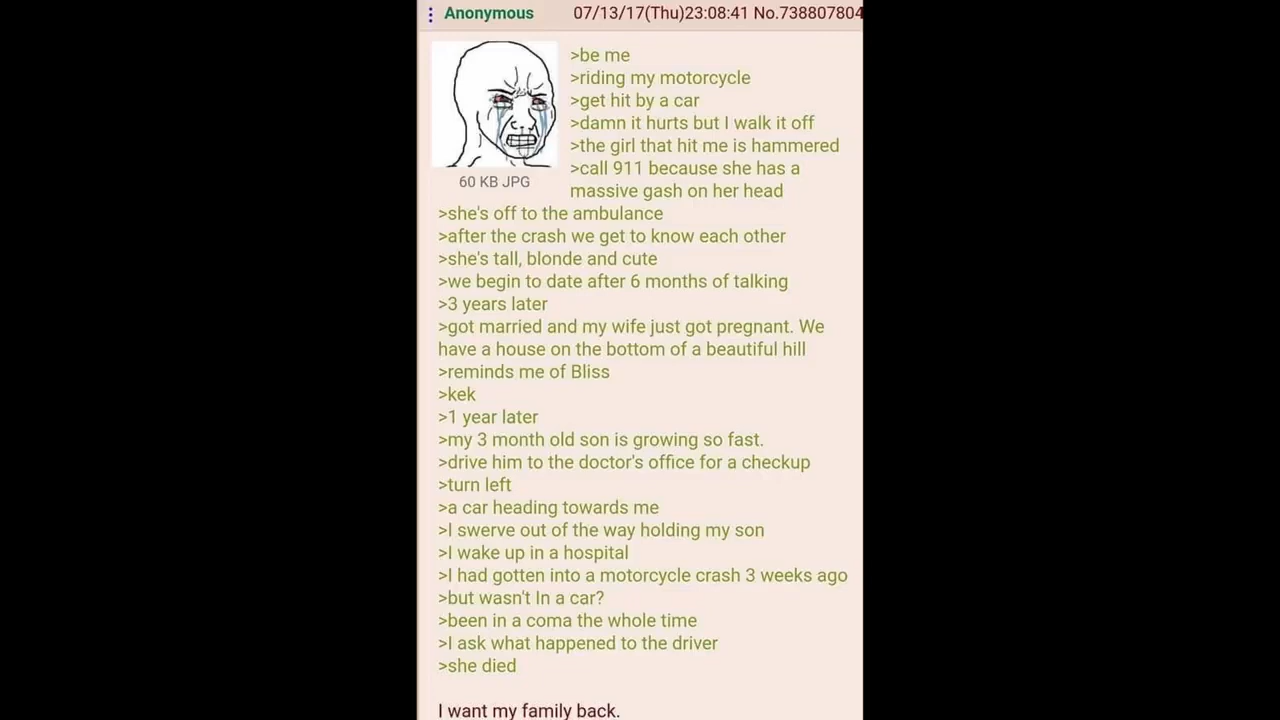 Anonymous 07/13/17(Thu)23:08:41 No.738807804
>be me
>riding my motorcycle
>get hit by a car
>damn it hurts but I walk it off
>the girl that hit me is hammered
>call 911 because she has a
massive gash on her head
60 KB JPG
>she's off to the ambulance
>after the crash we get to know each other
>she's tall, blonde and cute
>we begin to date after 6 months of talking
>3 years later
>got married and my wife just got pregnant. We
have a house on the bottom of a beautiful hill
>reminds me of Bliss
>kek
>1 year later
>my 3 month old son is growing so fast.
>drive him to the doctor's office for a checkup
>turn left
>a car heading towards me
>I swerve out of the way holding my son
>I wake up in a hospital
>I had gotten into a motorcycle crash 3 weeks ago
>but wasn't In a car?
>been in a coma the whole time
>I ask what happened to the driver
>she died
I want my family back.